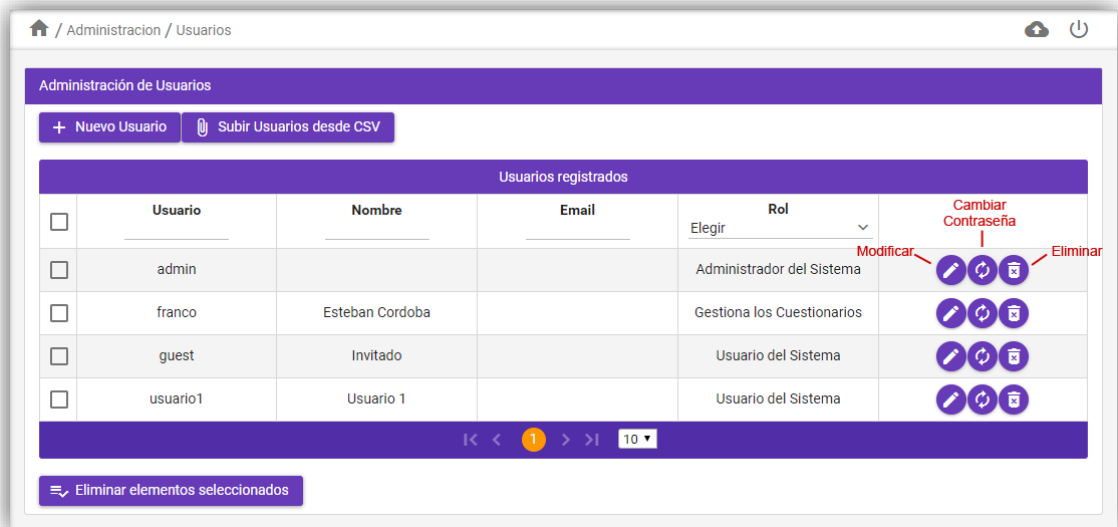 / Administracion / Usuarios
Administración de Usuarios
Nuevo Usuario Subir Usuarios desde CSV
Usuarios registrados
Usuario Nombre Email Rol
Elegir
Cambiar
Contraseña
Modificar
Eliminar
admin Administrador del Sistema
franco Esteban Cordoba Gestiona los Cuestionarios
guest Invitado Usuario del Sistema
usuario1 Usuario 1 Usuario del Sistema
1 10
Eliminar elementos seleccionados